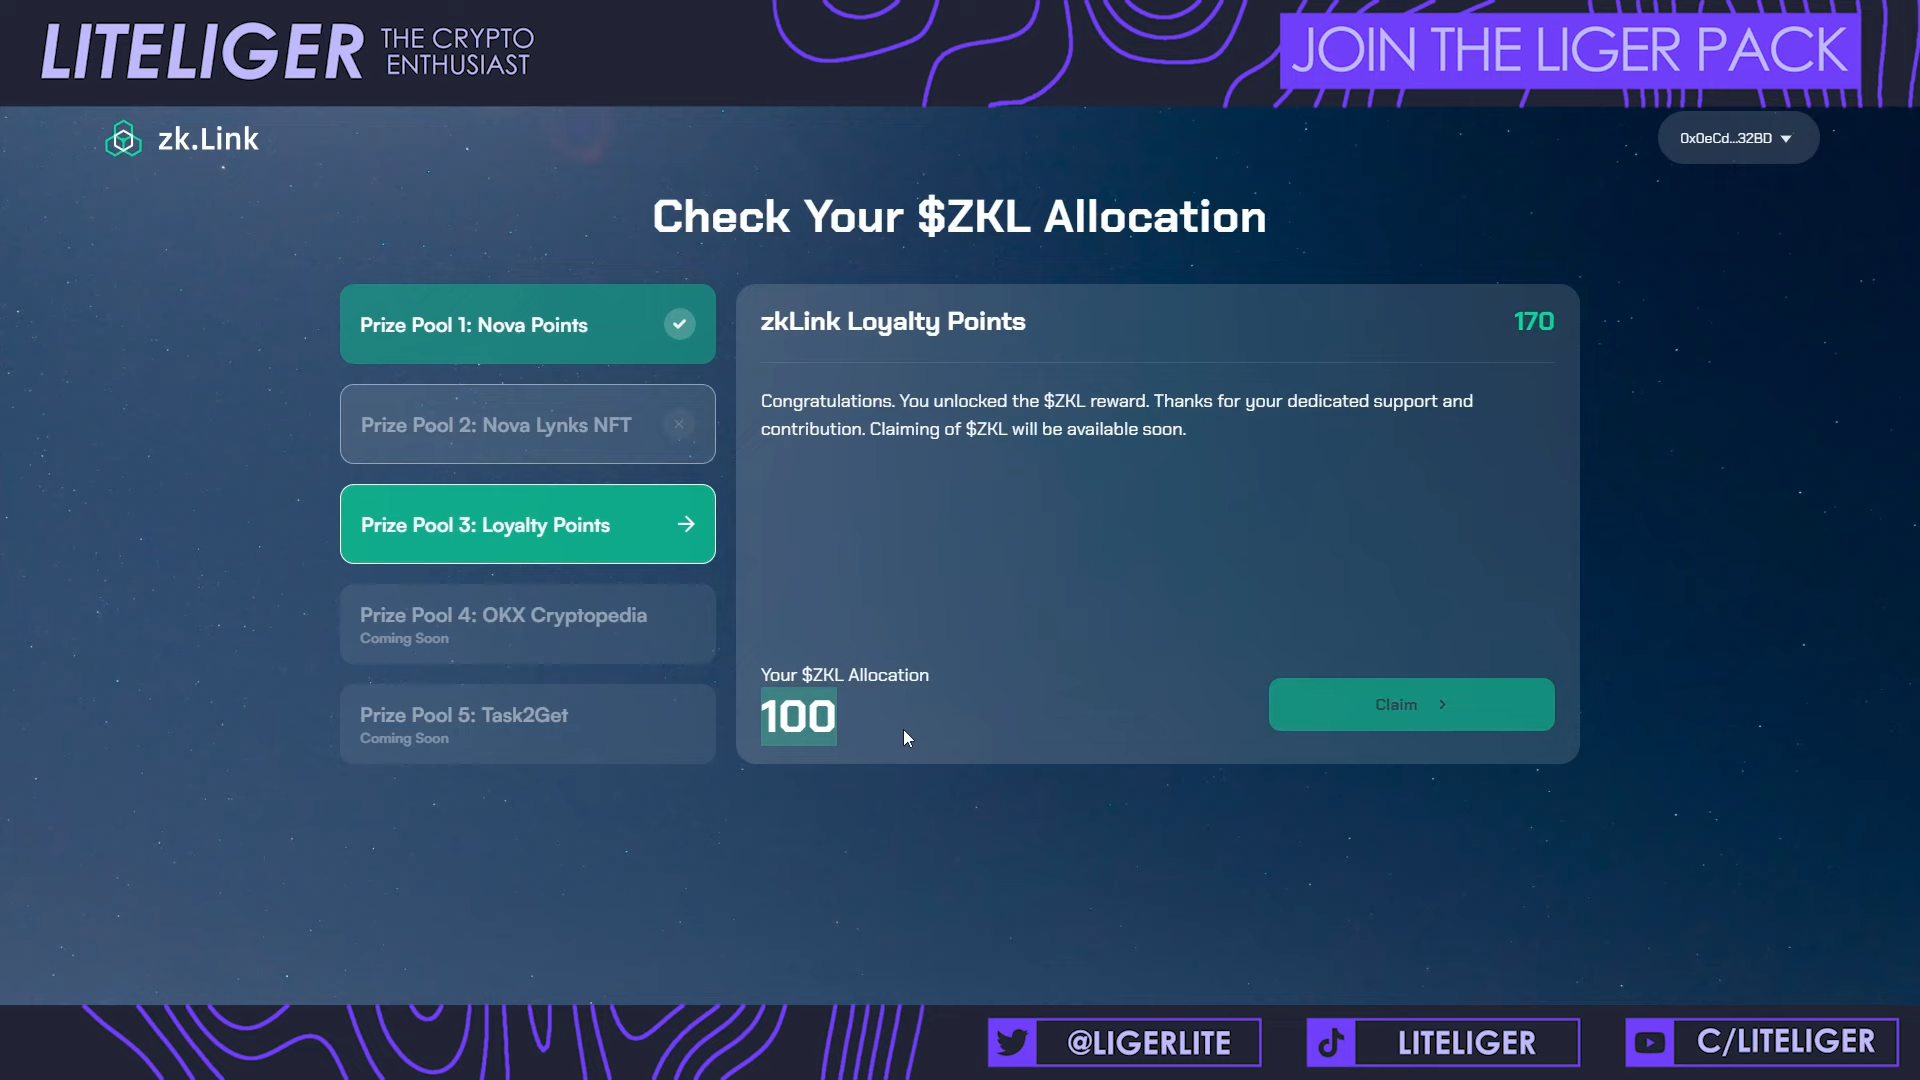 LITELIGER THE CRYPTO ENTHUSIAST
JOIN THE LIGER PACK
zk.Link
0x0eCd...32BD
Check Your $ZKL Allocation
Prize Pool 1: Nova Points
Prize Pool 2: Nova Lynks NFT
Prize Pool 3: Loyalty Points
Prize Pool 4: OKX Cryptopedia
Coming Soon
Prize Pool 5: Task2Get
Coming Soon
zkLink Loyalty Points 170
Congratulations. You unlocked the $ZKL reward. Thanks for your dedicated support and
contribution. Claiming of $ZKL will be available soon.
Your $ZKL Allocation
100
Claim
@LIGERLITE
LITELIGER
C/LITELIGER